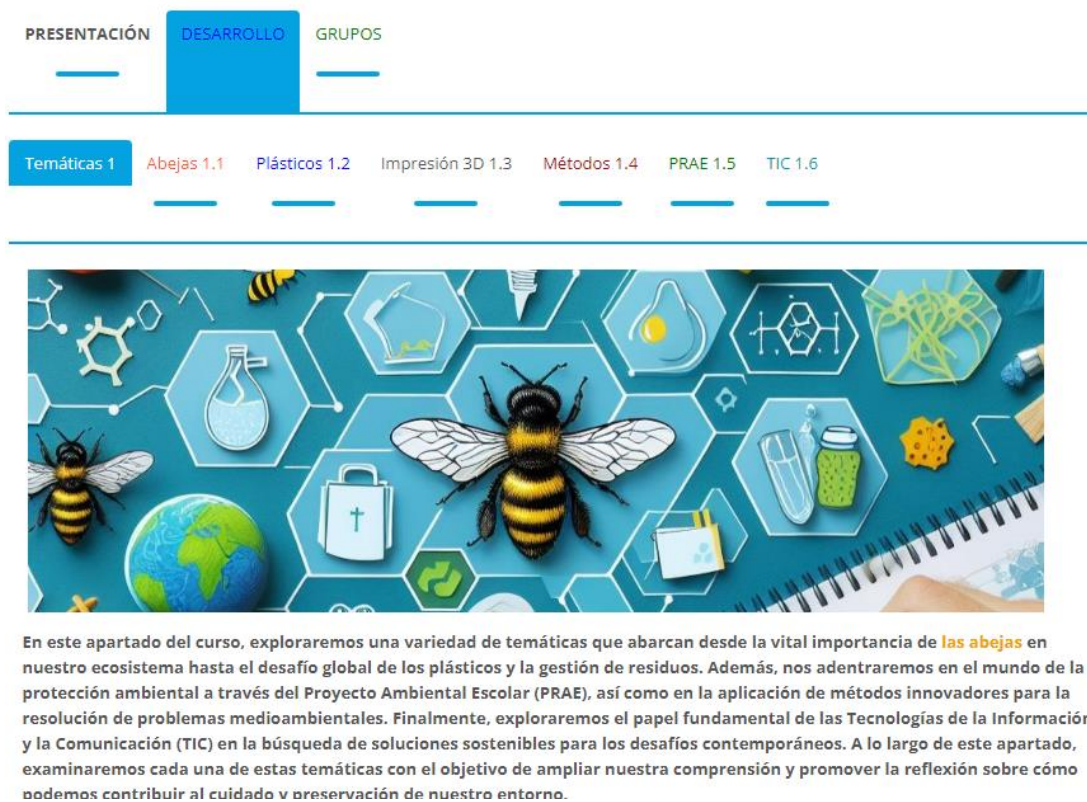 PRESENTACIÓN DESARROLLO GRUPOS
Temáticas 1 Abejas 1.1 Plásticos 1.2 Impresión 3D 1.3 Métodos 1.4 PRAE 1.5 TIC 1.6
En este apartado del curso, exploraremos una variedad de temáticas que abarcan desde la vital importancia de las abejas en
nuestro ecosistema hasta el desafío global de los plásticos y la gestión de residuos. Además, nos adentraremos en el mundo de la
protección ambiental a través del Proyecto Ambiental Escolar (PRAE), así como en la aplicación de métodos innovadores para la
resolución de problemas medioambientales. Finalmente, exploraremos el papel fundamental de las Tecnologías de la Información
y la Comunicación (TIC) en la búsqueda de soluciones sostenibles para los desafíos contemporáneos. A lo largo de este apartado,
examinaremos cada una de estas temáticas con el objetivo de ampliar nuestra comprensión y promover la reflexión sobre cómo
podemos contribuir al cuidado y preservación de nuestro entorno.